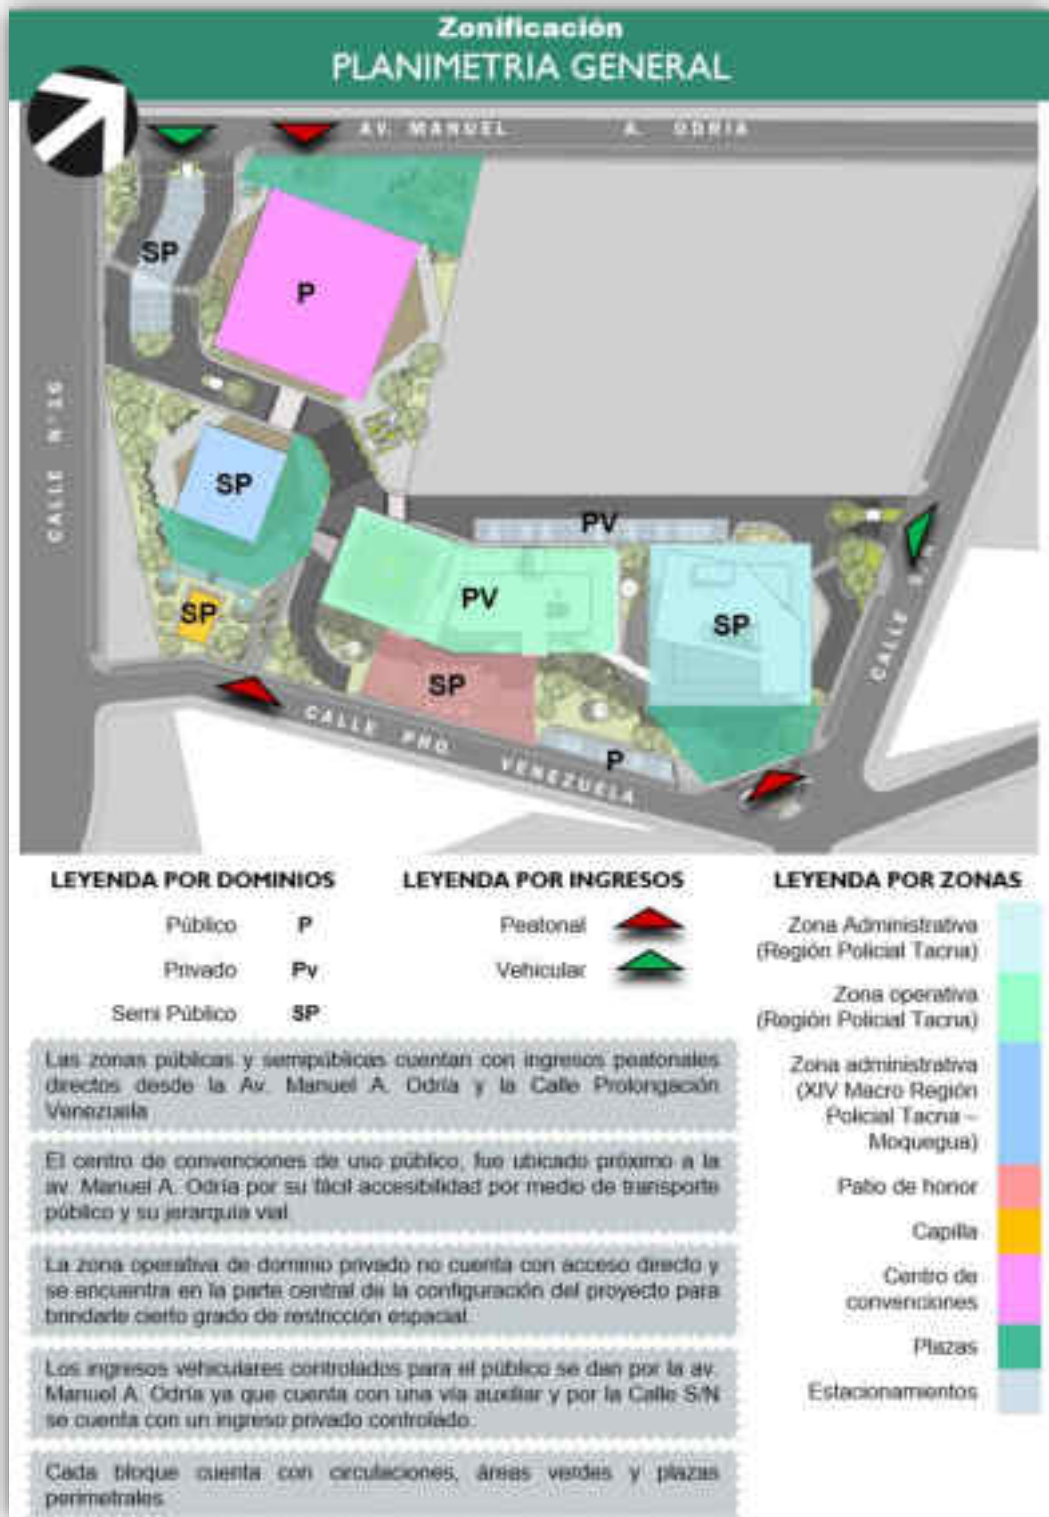 Zonificación
PLANIMETRIA GENERAL
AV. MANUEL A. ODRIA
SP
P
CALLE N°16
SP
PV
PV
SP
SP
SP
P
CALLE S/N
CALLE PRO. VENEZUELA
LEYENDA POR DOMINIOS
Público P
Privado Pv
Semi Público SP
LEYENDA POR INGRESOS
Peatonal
Vehicular
LEYENDA POR ZONAS
Zona Administrativa
(Región Policial Tacna)
Zona operativa
(Región Policial Tacna)
Zona administrativa
(XIV Macro Región
Policial Tacna –
Moquegua)
Patio de honor
Capilla
Centro de
convenciones
Plazas
Estacionamientos
Las zonas públicas y semipúblicas cuentan con ingresos peatonales
directos desde la Av. Manuel A. Odría y la Calle Prolongación
Venezuela
El centro de convenciones de uso público, fue ubicado próximo a la
av. Manuel A. Odría por su fácil accesibilidad por medio de transporte
público y su jerarquía vial
La zona operativa de dominio privado no cuenta con acceso directo y
se encuentra en la parte central de la configuración del proyecto para
brindarle cierto grado de restricción espacial
Los ingresos vehiculares controlados para el público se dan por la av.
Manuel A. Odría ya que cuenta con una vía auxiliar y por la Calle S/N
se cuenta con un ingreso privado controlado.
Cada bloque cuenta con circulaciones, áreas verdes y plazas
perimetrales